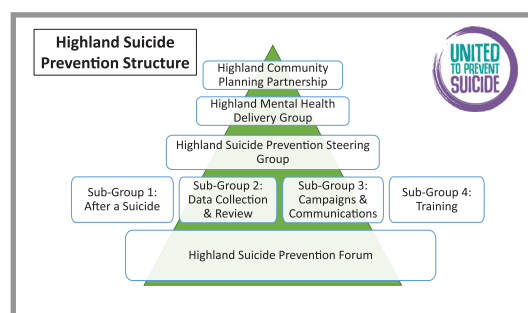 Highland Suicide
Prevention Structure
UNITED
TO PREVENT
SUICIDE
Highland Community
Planning Partnership
Highland Mental Health
Delivery Group
Highland Suicide Prevention Steering
Group
Sub-Group 1:
After a Suicide
Sub-Group 2:
Data Collection
& Review
Sub-Group 3:
Campaigns &
Communications
Sub-Group 4:
Training
Highland Suicide Prevention Forum